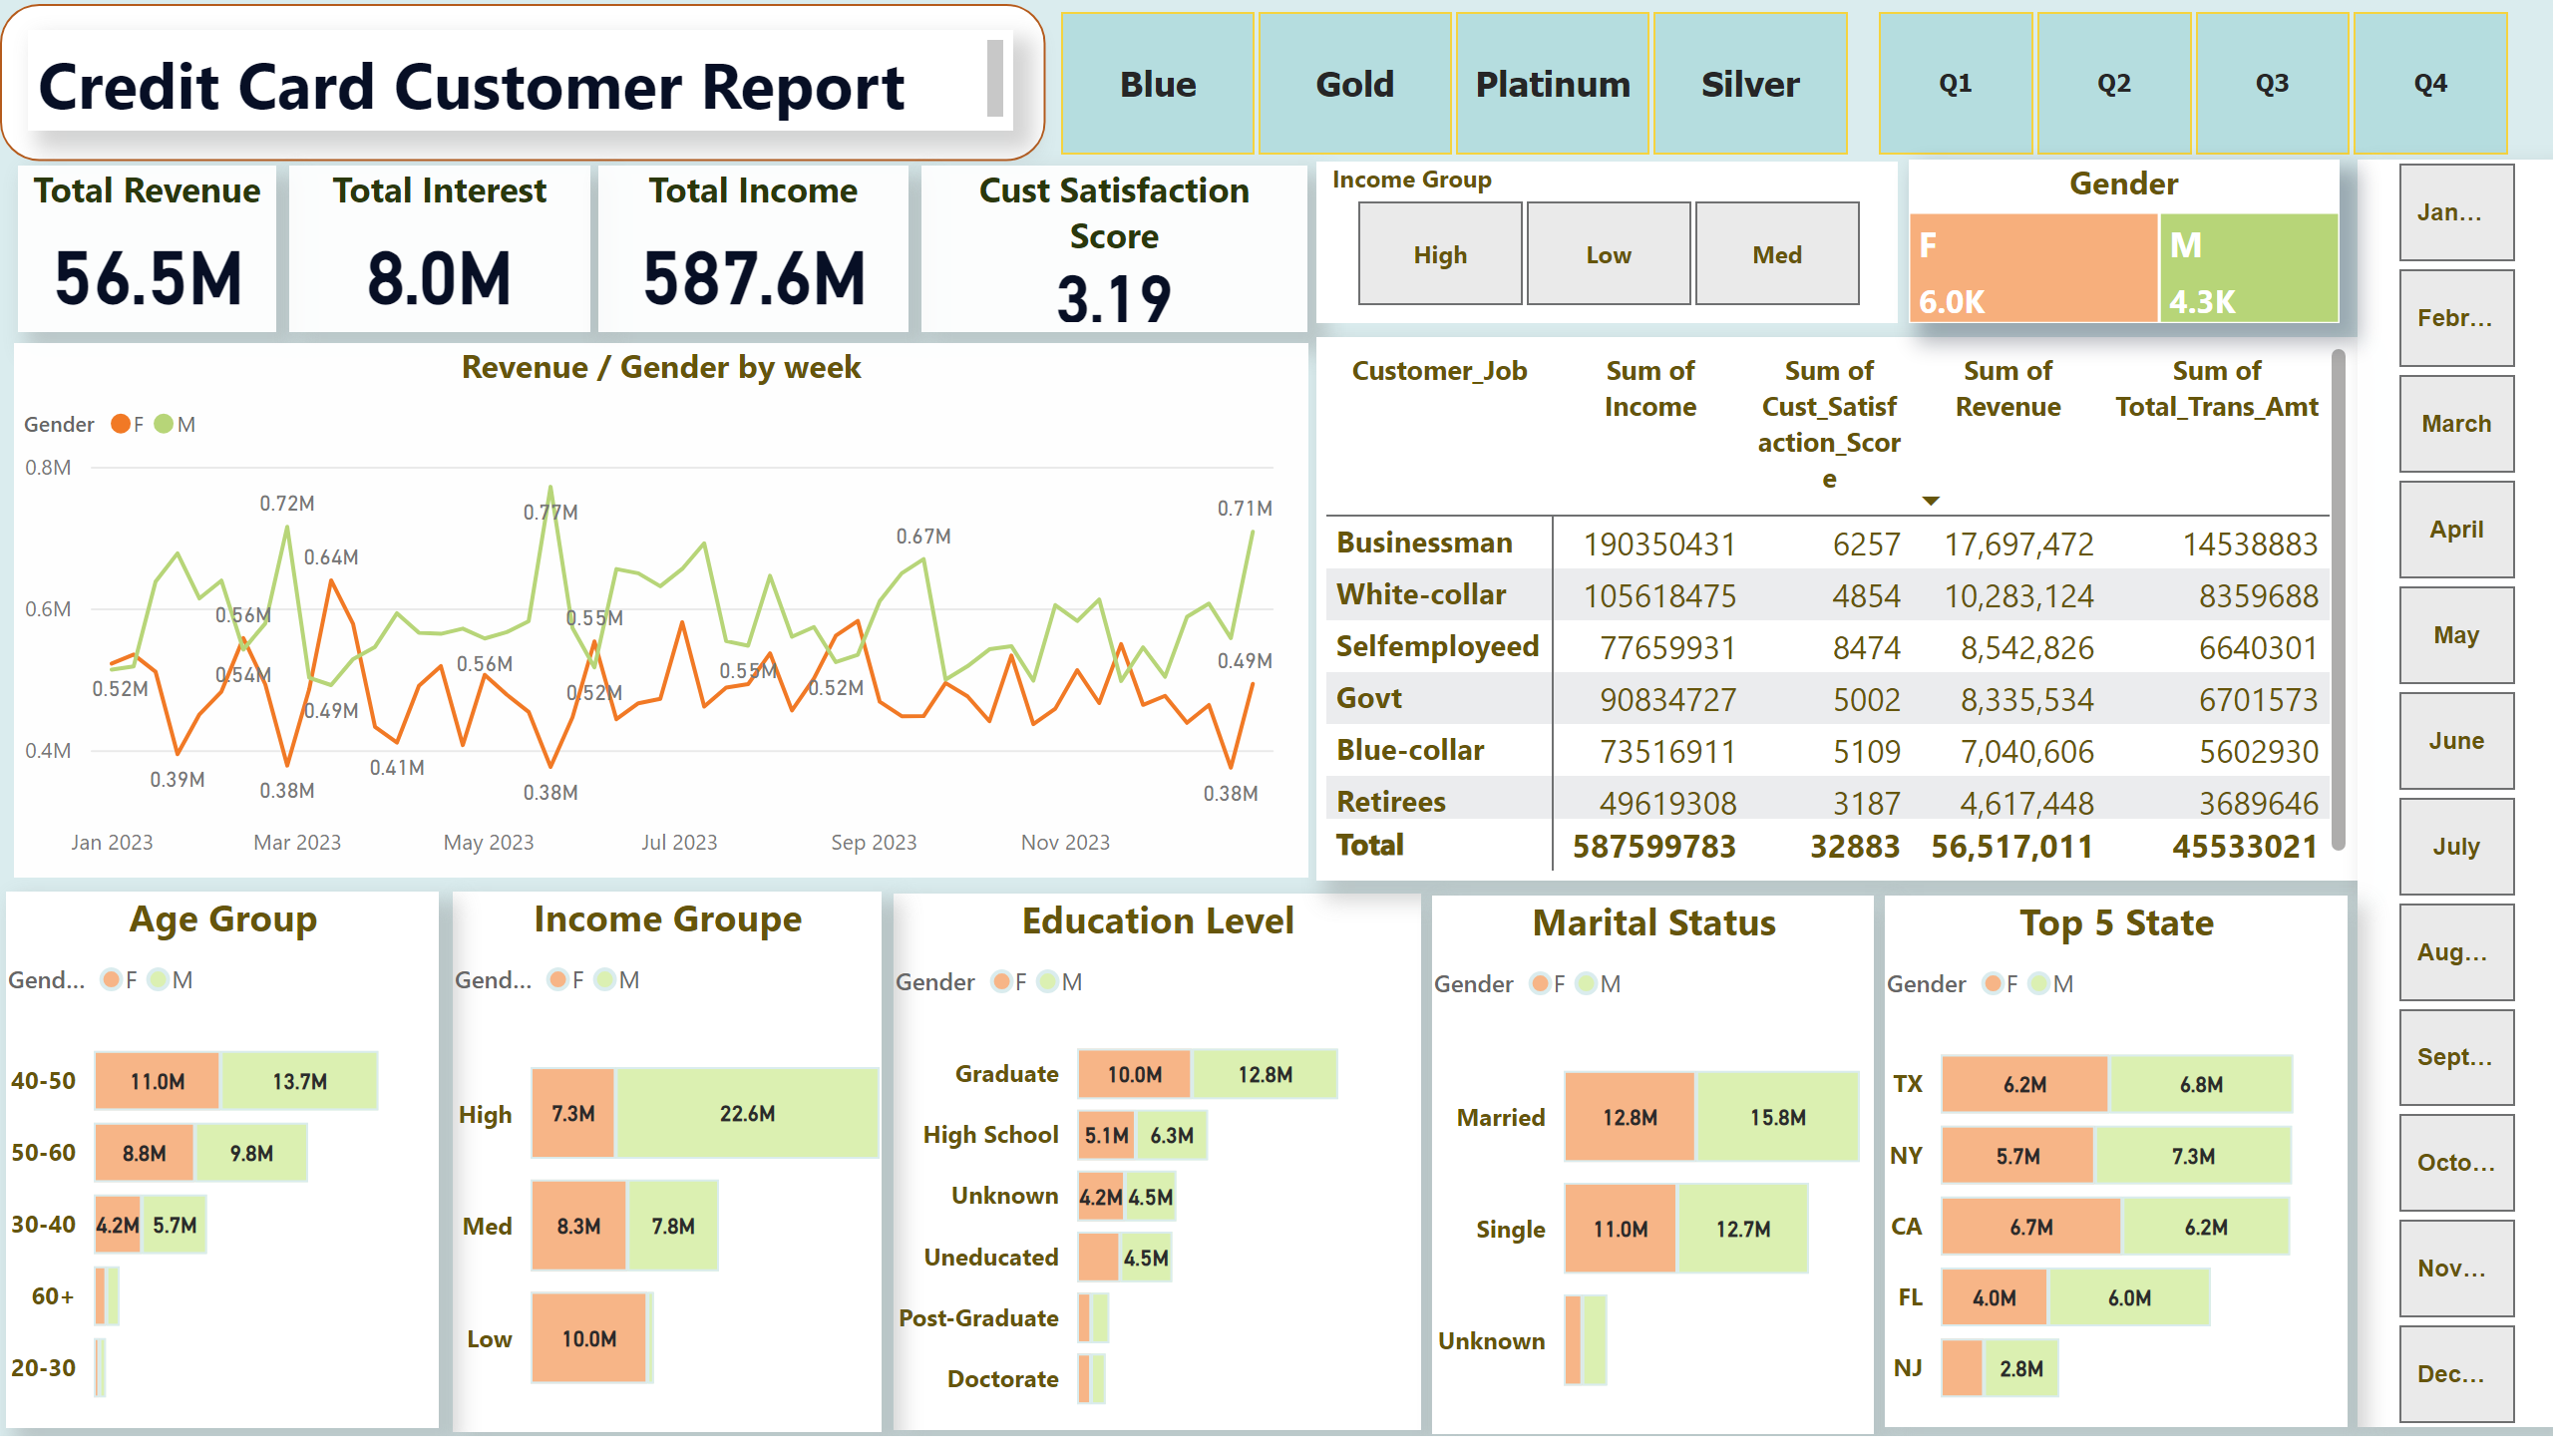 Credit Card Customer Report
Blue
Gold
Platinum
Silver
Q1
Q2
Q3
Q4
Total Revenue
56.5M
Total Interest
8.0M
Total Income
587.6M
Cust Satisfaction
Score
3.19
Income Group
High
Low
Med
Gender
F
6.0K
M
4.3K
Jan...
Febr...
March
April
May
June
July
Aug...
Sept...
Octo...
Nov...
Dec...
Revenue / Gender by week
Gender F M
0.8M
0.6M
0.4M
0.72M
0.77M
0.71M
0.64M
0.67M
0.56M
0.55M
0.52M
0.54M
0.49M
0.56M
0.52M
0.55M
0.52M
0.49M
0.39M
0.38M
0.41M
0.38M
0.38M
Jan 2023
Mar 2023
May 2023
Jul 2023
Sep 2023
Nov 2023
Customer_Job
Sum of
Income
Sum of
Cust_Satisf
action_Scor
e
Sum of
Revenue
Sum of
Total_Trans_Amt
Businessman 190350431 6257 17,697,472 14538883
White-collar 105618475 4854 10,283,124 8359688
Selfemployeed 77659931 8474 8,542,826 6640301
Govt 90834727 5002 8,335,534 6701573
Blue-collar 73516911 5109 7,040,606 5602930
Retirees 49619308 3187 4,617,448 3689646
Total 587599783 32883 56,517,011 45533021
Age Group
Gend... F M
40-50 11.0M 13.7M
50-60 8.8M 9.8M
30-40 4.2M 5.7M
60+
20-30
Income Groupe
Gend... F M
High 7.3M 22.6M
Med 8.3M 7.8M
Low 10.0M
Education Level
Gender F M
Graduate 10.0M 12.8M
High School 5.1M 6.3M
Unknown 4.2M 4.5M
Uneducated 4.5M
Post-Graduate
Doctorate
Marital Status
Gender F M
Married 12.8M 15.8M
Single 11.0M 12.7M
Unknown
Top 5 State
Gender F M
TX 6.2M 6.8M
NY 5.7M 7.3M
CA 6.7M 6.2M
FL 4.0M 6.0M
NJ 2.8M